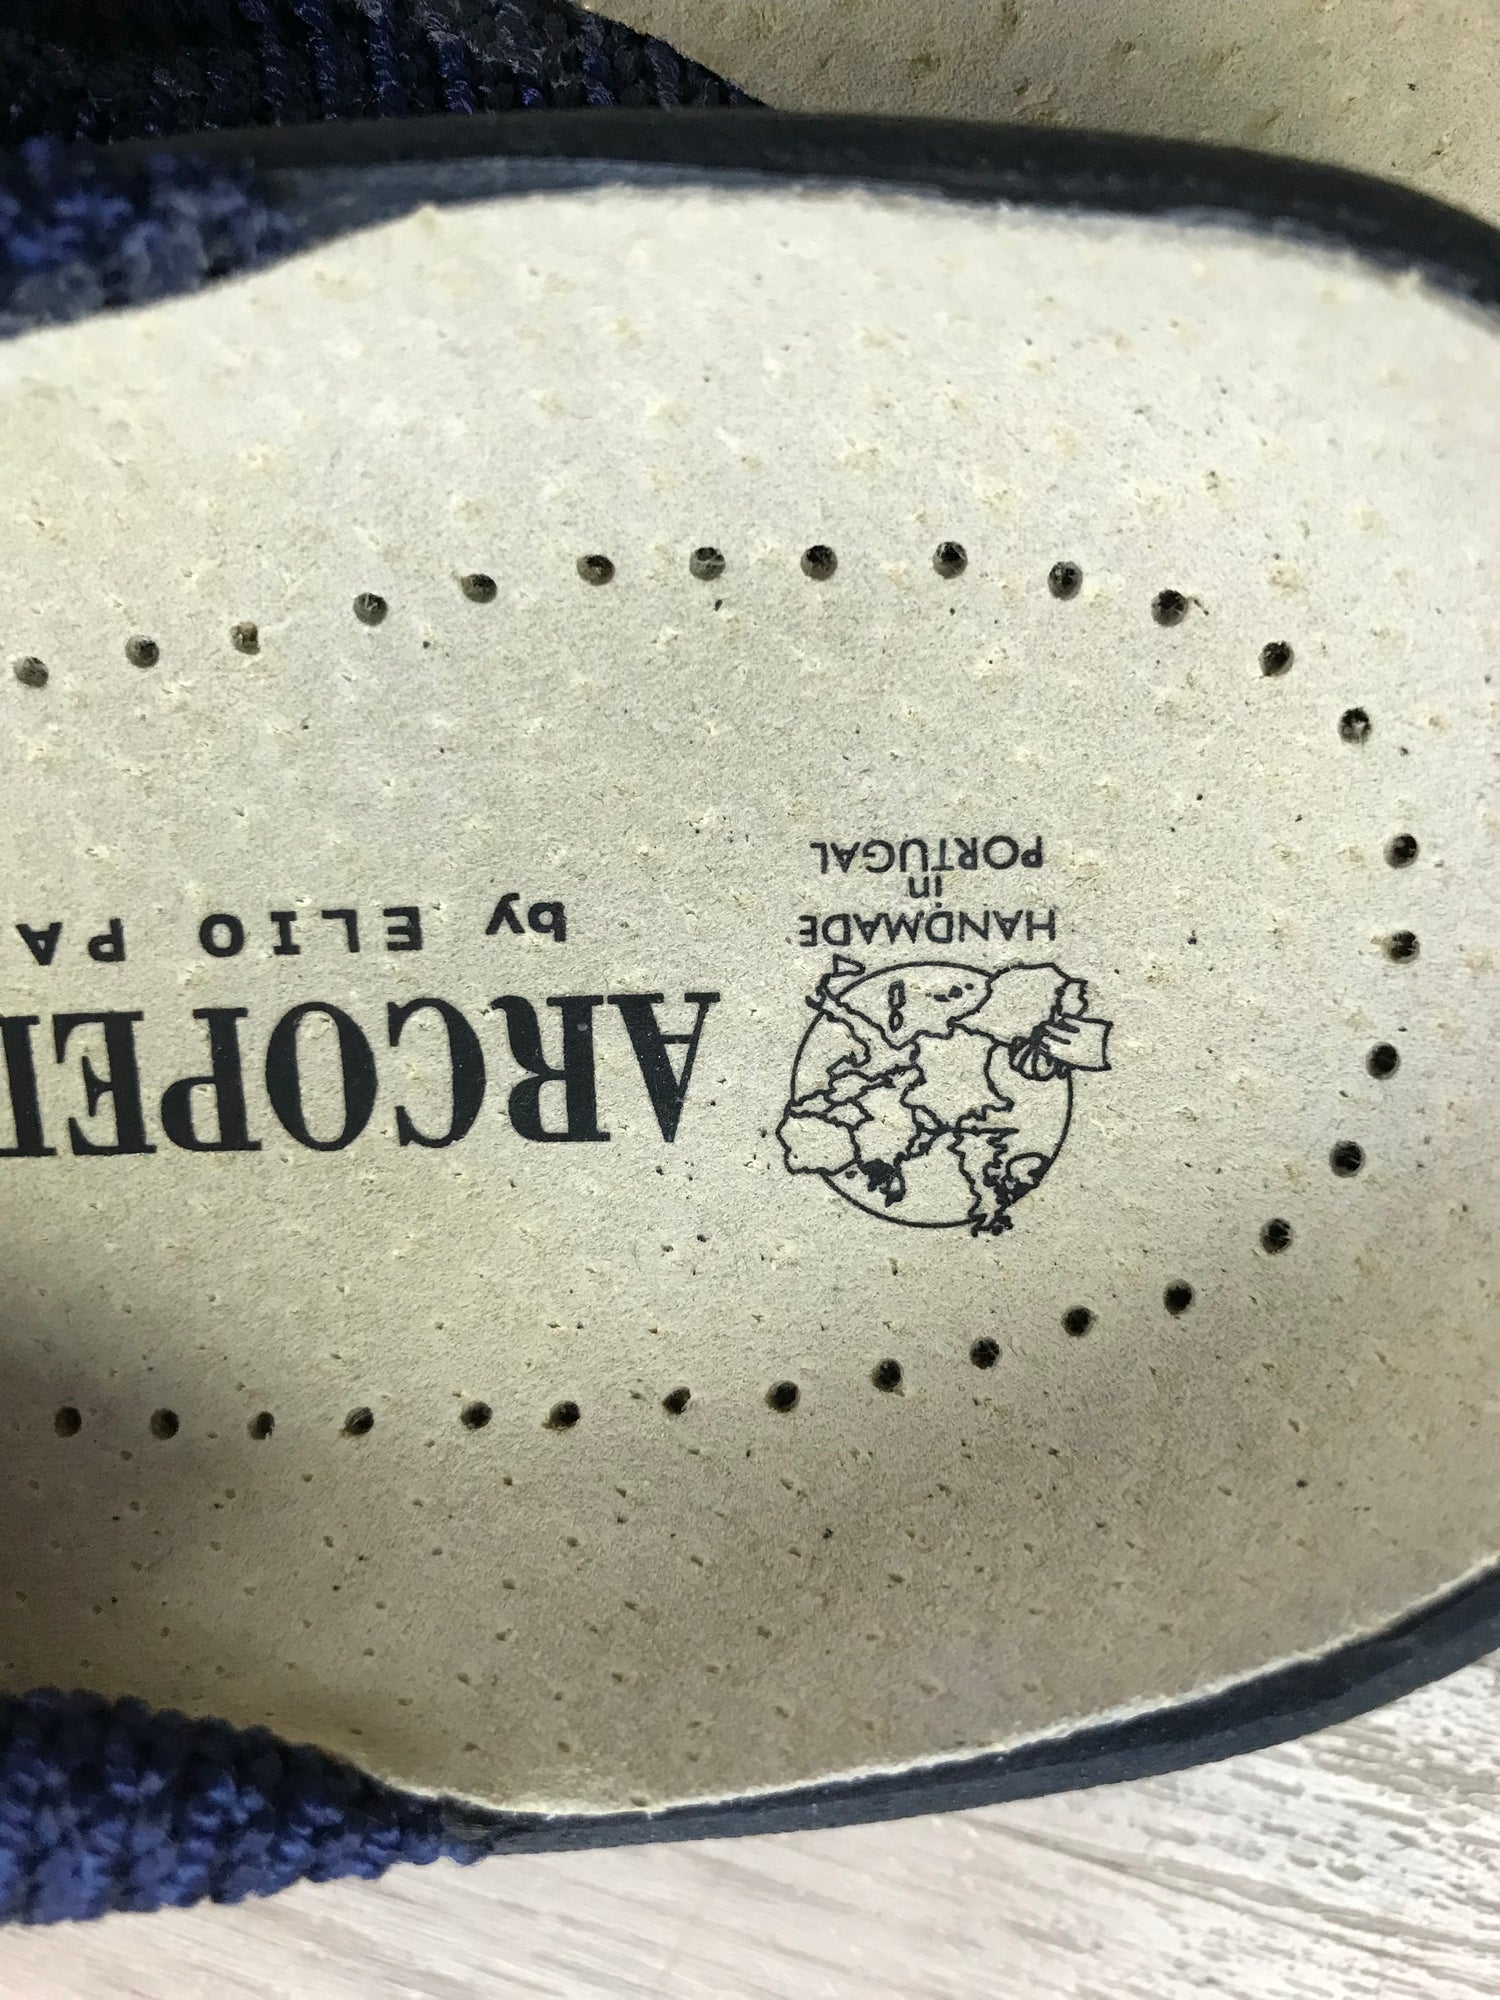 HANDMADE
in
PORTUGAL
ARCOPE
by ELIO PA